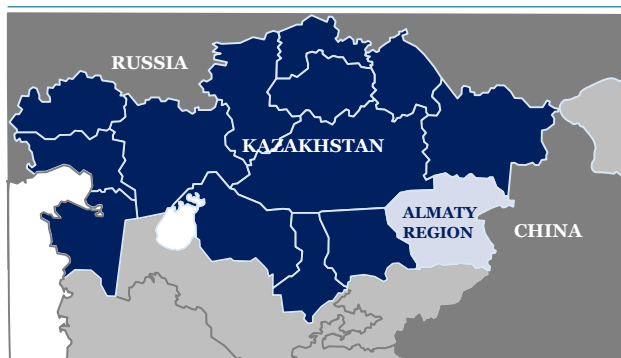 RUSSIA
KAZAKHSTAN
ALMATY
REGION
CHINA